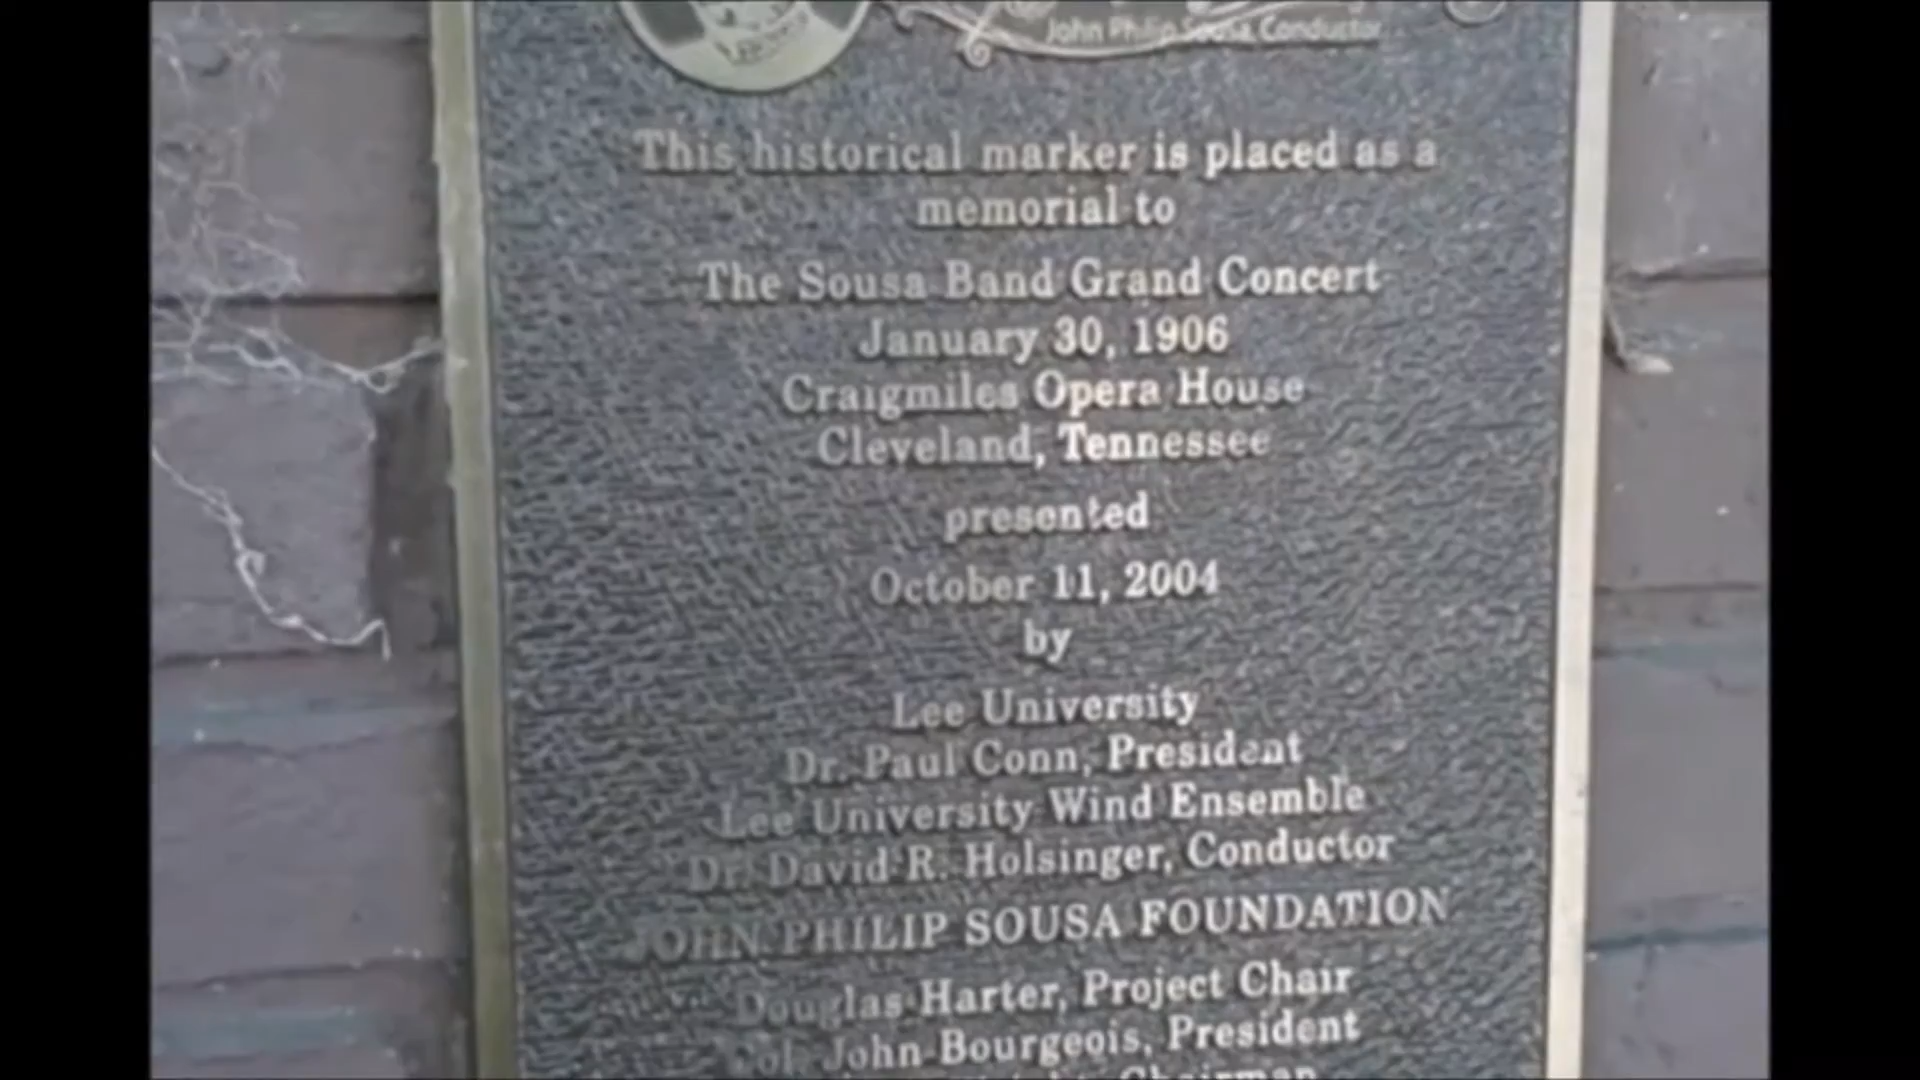 John Philip Sousa, Conductor
This historical marker is placed as a
memorial to
The Sousa Band Grand Concert
January 30, 1906
Craigmiles Opera House
Cleveland, Tennessee
presented
October 11, 2004
by
Lee University
Dr. Paul Conn, President
Lee University Wind Ensemble
Dr. David R. Holsinger, Conductor
JOHN PHILIP SOUSA FOUNDATION
Douglas Harter, Project Chair
Col. John Bourgeois, President
Chairman